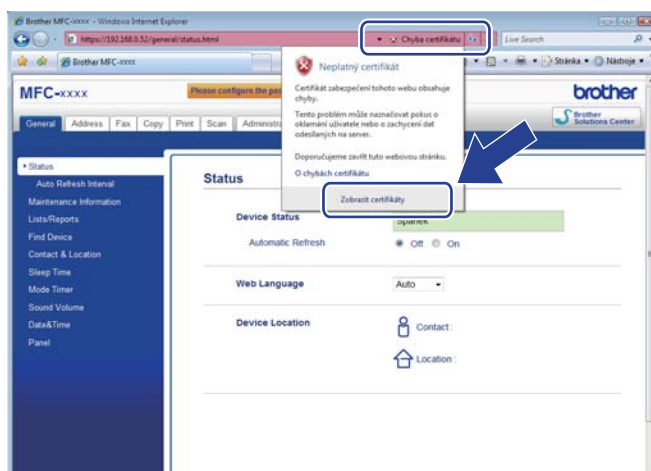 Brother MFC-xxxx - Windows Internet Explorer
https://192.168.0.52/general/status.html
Chyba certifikátu
Live Search
Brother MFC-xxxx
Stránka
Nástroje
Neplatný certifikát
Certifikát zabezpečení tohoto webu obsahuje
chyby.
Tento problém může naznačovat pokus o
oklamání uživatele nebo o zachycení dat
odesílaných na server.
Doporučujeme zavřít tuto webovou stránku.
O chybách certifikátu
Zobrazit certifikáty
MFC-xxxx
Please configure the pas
brother
General Address Fax Copy Print Scan Administra
Brother
Solutions Center
Status
Auto Refresh Interval
Maintenance Information
Lists/Reports
Find Device
Contact & Location
Sleep Time
Mode Timer
Sound Volume
Date&Time
Panel
Status
Device Status
Spánek
Automatic Refresh
Off On
Web Language
Auto
Device Location
Contact :
Location :